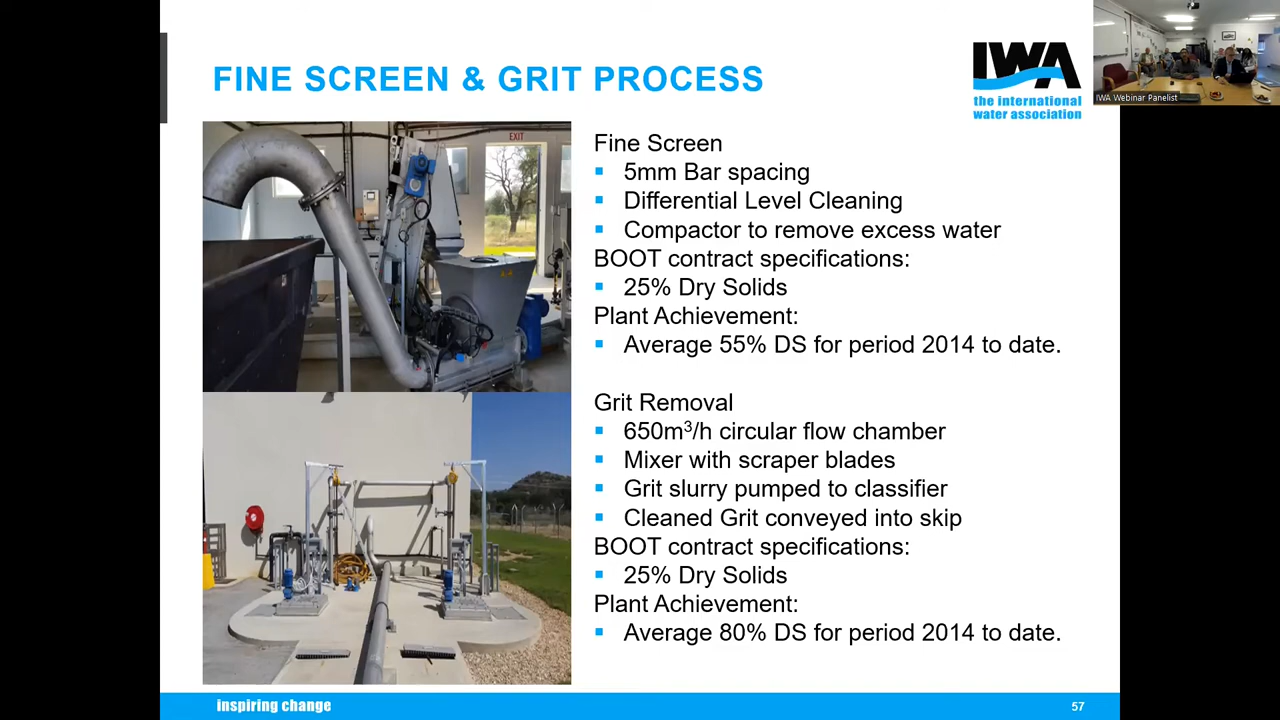 FINE SCREEN & GRIT PROCESS
IWA
the international
water association
IWA Webinar Panelist
EXIT
Fine Screen
5mm Bar spacing
Differential Level Cleaning
Compactor to remove excess water
BOOT contract specifications:
25% Dry Solids
Plant Achievement:
Average 55% DS for period 2014 to date.
Grit Removal
650m³/h circular flow chamber
Mixer with scraper blades
Grit slurry pumped to classifier
Cleaned Grit conveyed into skip
BOOT contract specifications:
25% Dry Solids
Plant Achievement:
Average 80% DS for period 2014 to date.
inspiring change
57